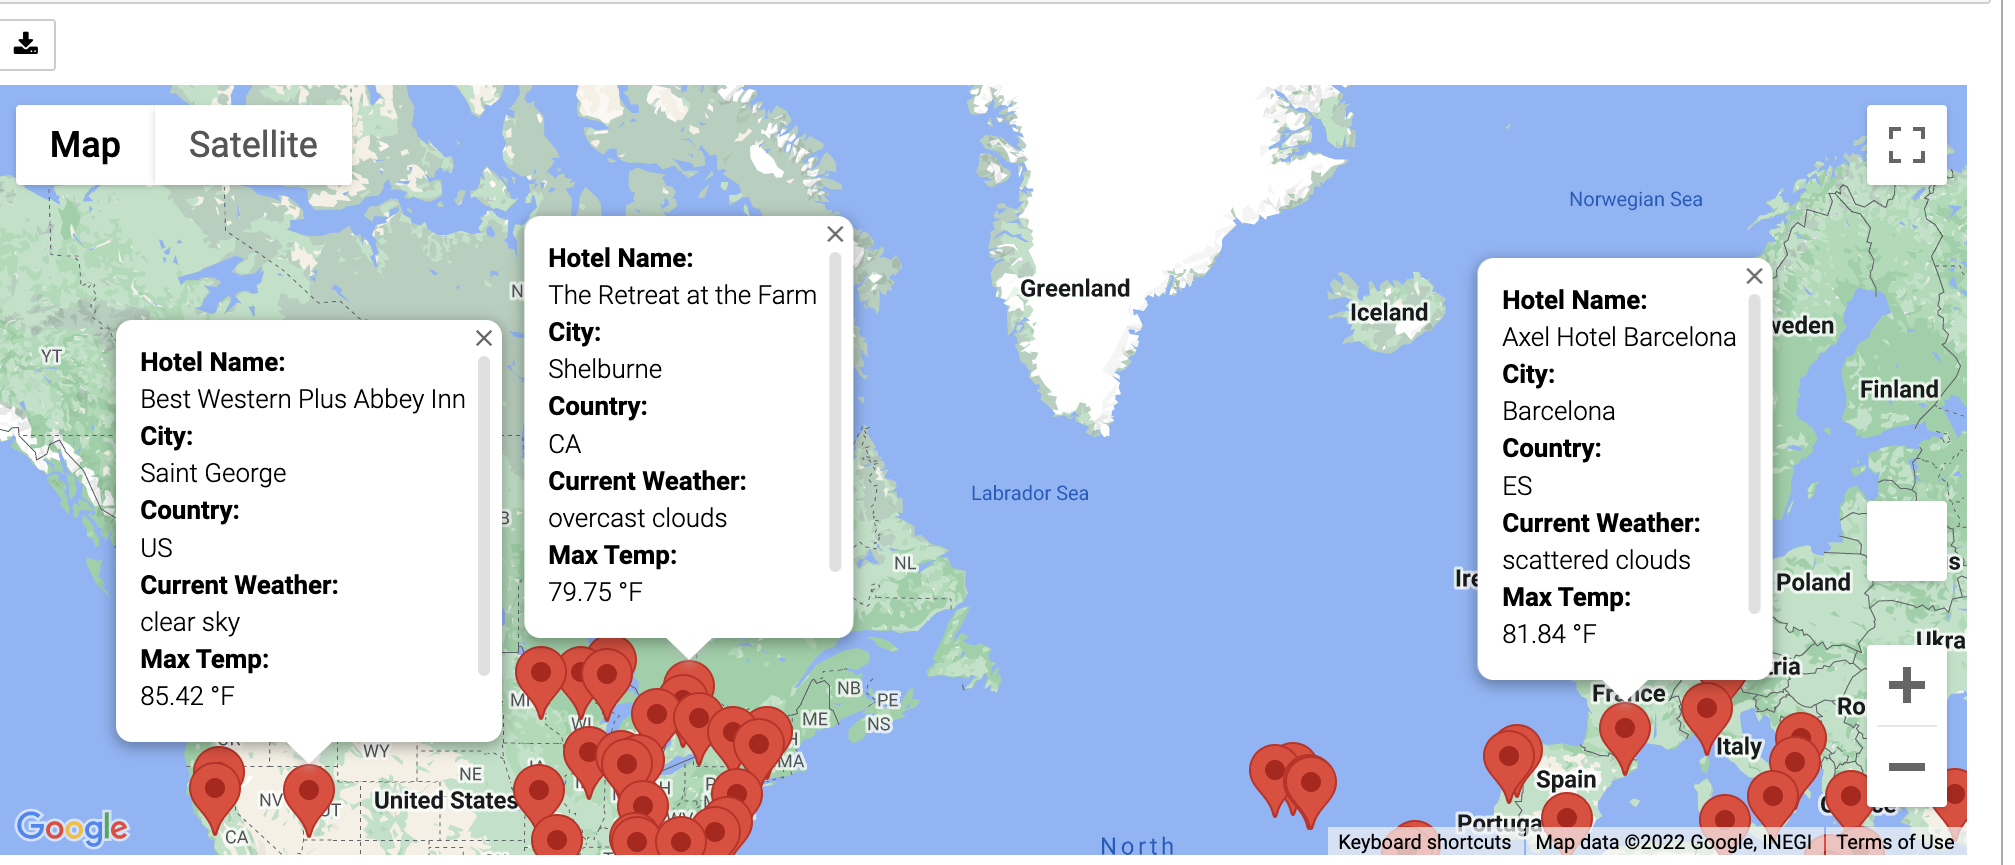 Map
Satellite
Norwegian Sea
Hotel Name:
The Retreat at the Farm
City:
Shelburne
Country:
CA
Current Weather:
overcast clouds
Max Temp:
79.75 °F
Hotel Name:
Axel Hotel Barcelona
City:
Barcelona
Country:
ES
Current Weather:
scattered clouds
Max Temp:
81.84 °F
Hotel Name:
Best Western Plus Abbey Inn
City:
Saint George
Country:
US
Current Weather:
clear sky
Max Temp:
85.42 °F
Greenland
Iceland
Finland
YT
Labrador Sea
NL
Poland
NB
PE
NS
ME
MA
France
Italy
Spain
WY
NE
NV
United States
CA
North
Google
Keyboard shortcuts
Map data ©2022 Google, INEGI
Terms of Use